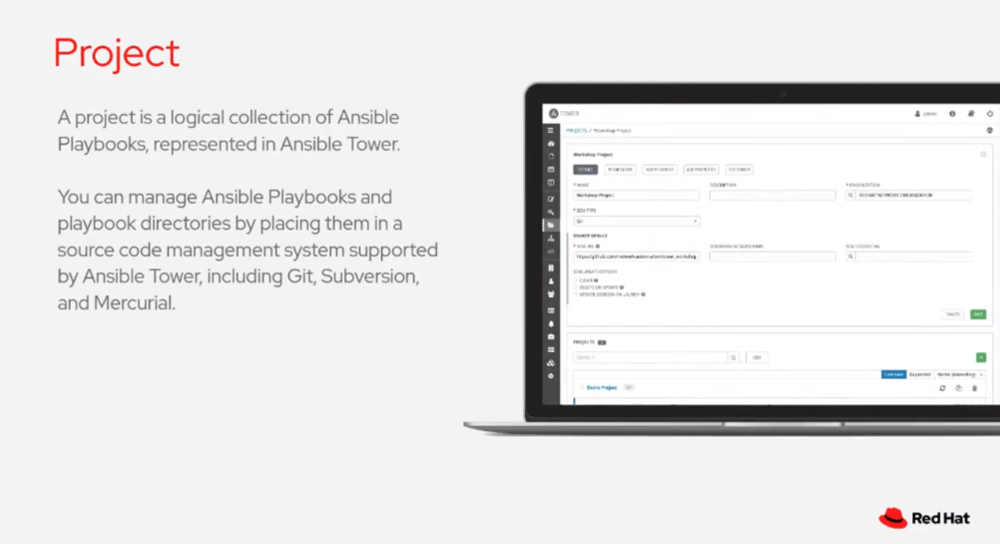 Project
A project is a logical collection of Ansible
Playbooks, represented in Ansible Tower.
You can manage Ansible Playbooks and
playbook directories by placing them in a
source code management system supported
by Ansible Tower, including Git, Subversion,
and Mercurial.
TOWER admin
PROJECTS / Workshop Project
Workshop Project
DETAILS PERMISSIONS NOTIFICATIONS JOB TEMPLATES SCHEDULES
* NAME DESCRIPTION * ORGANIZATION
Workshop Project REDHAT NETWORK ORGANIZATION
* SCM TYPE
Git
SOURCE DETAILS
* SCM URL SCM BRANCH/TAG/COMMIT SCM CREDENTIAL
https://github.com/network-automation/tower_workshop
SCM UPDATE OPTIONS
CLEAN
DELETE ON UPDATE
UPDATE REVISION ON LAUNCH
CANCEL SAVE
PROJECTS 2
SEARCH KEY
Compact Expanded Name (Ascending)
Demo Project GIT
Red Hat